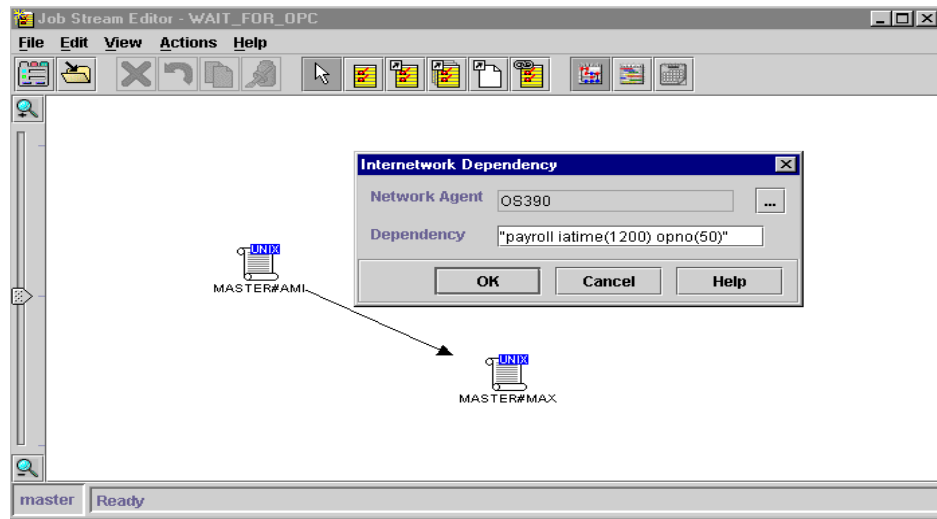 Job Stream Editor - WAIT_FOR_OPC
File Edit View Actions Help
Internetwork Dependency
Network Agent OS390 ...
Dependency "payroll iatime(1200) opno(50)"
OK Cancel Help
UNIX
MASTER#AMI
UNIX
MASTER#MAX
master Ready